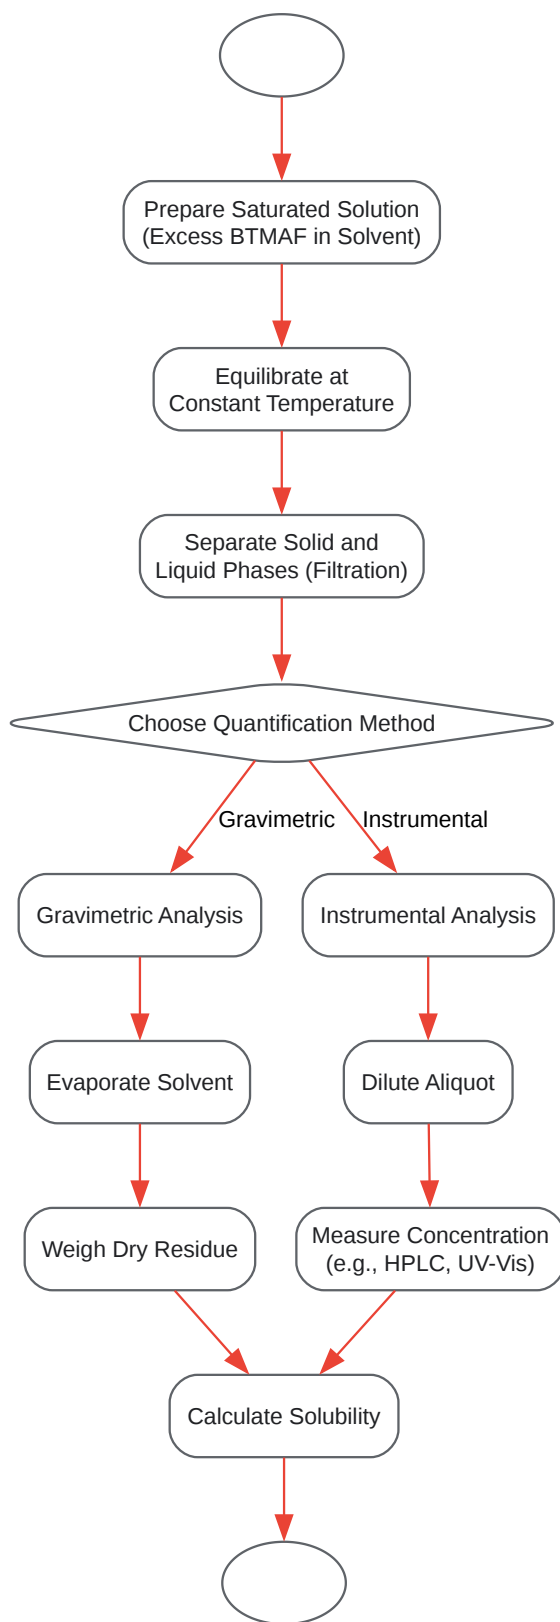 Prepare Saturated Solution
(Excess BTMAF in Solvent)
Equilibrate at
Constant Temperature
Separate Solid and
Liquid Phases (Filtration)
Choose Quantification Method
Gravimetric
Instrumental
Gravimetric Analysis
Instrumental Analysis
Evaporate Solvent
Dilute Aliquot
Weigh Dry Residue
Measure Concentration
(e.g., HPLC, UV-Vis)
Calculate Solubility